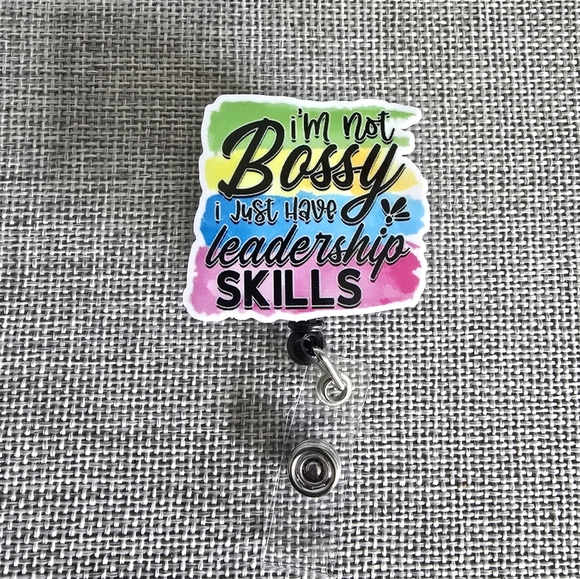 i'm not
Bossy
i Just Have
leadership
SKILLS